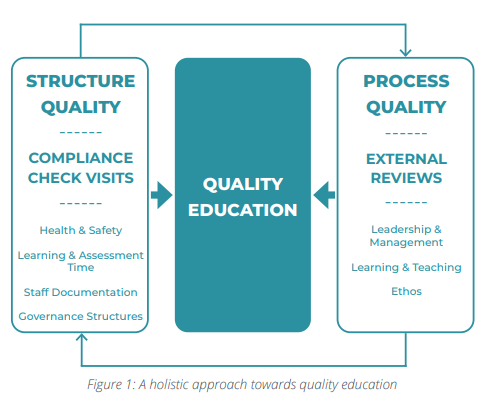 STRUCTURE
QUALITY
COMPLIANCE
CHECK VISITS
Health & Safety
Learning & Assessment
Time
Staff Documentation
Governance Structures
QUALITY
EDUCATION
PROCESS
QUALITY
EXTERNAL
REVIEWS
Leadership &
Management
Learning & Teaching
Ethos
Figure 1: A holistic approach towards quality education